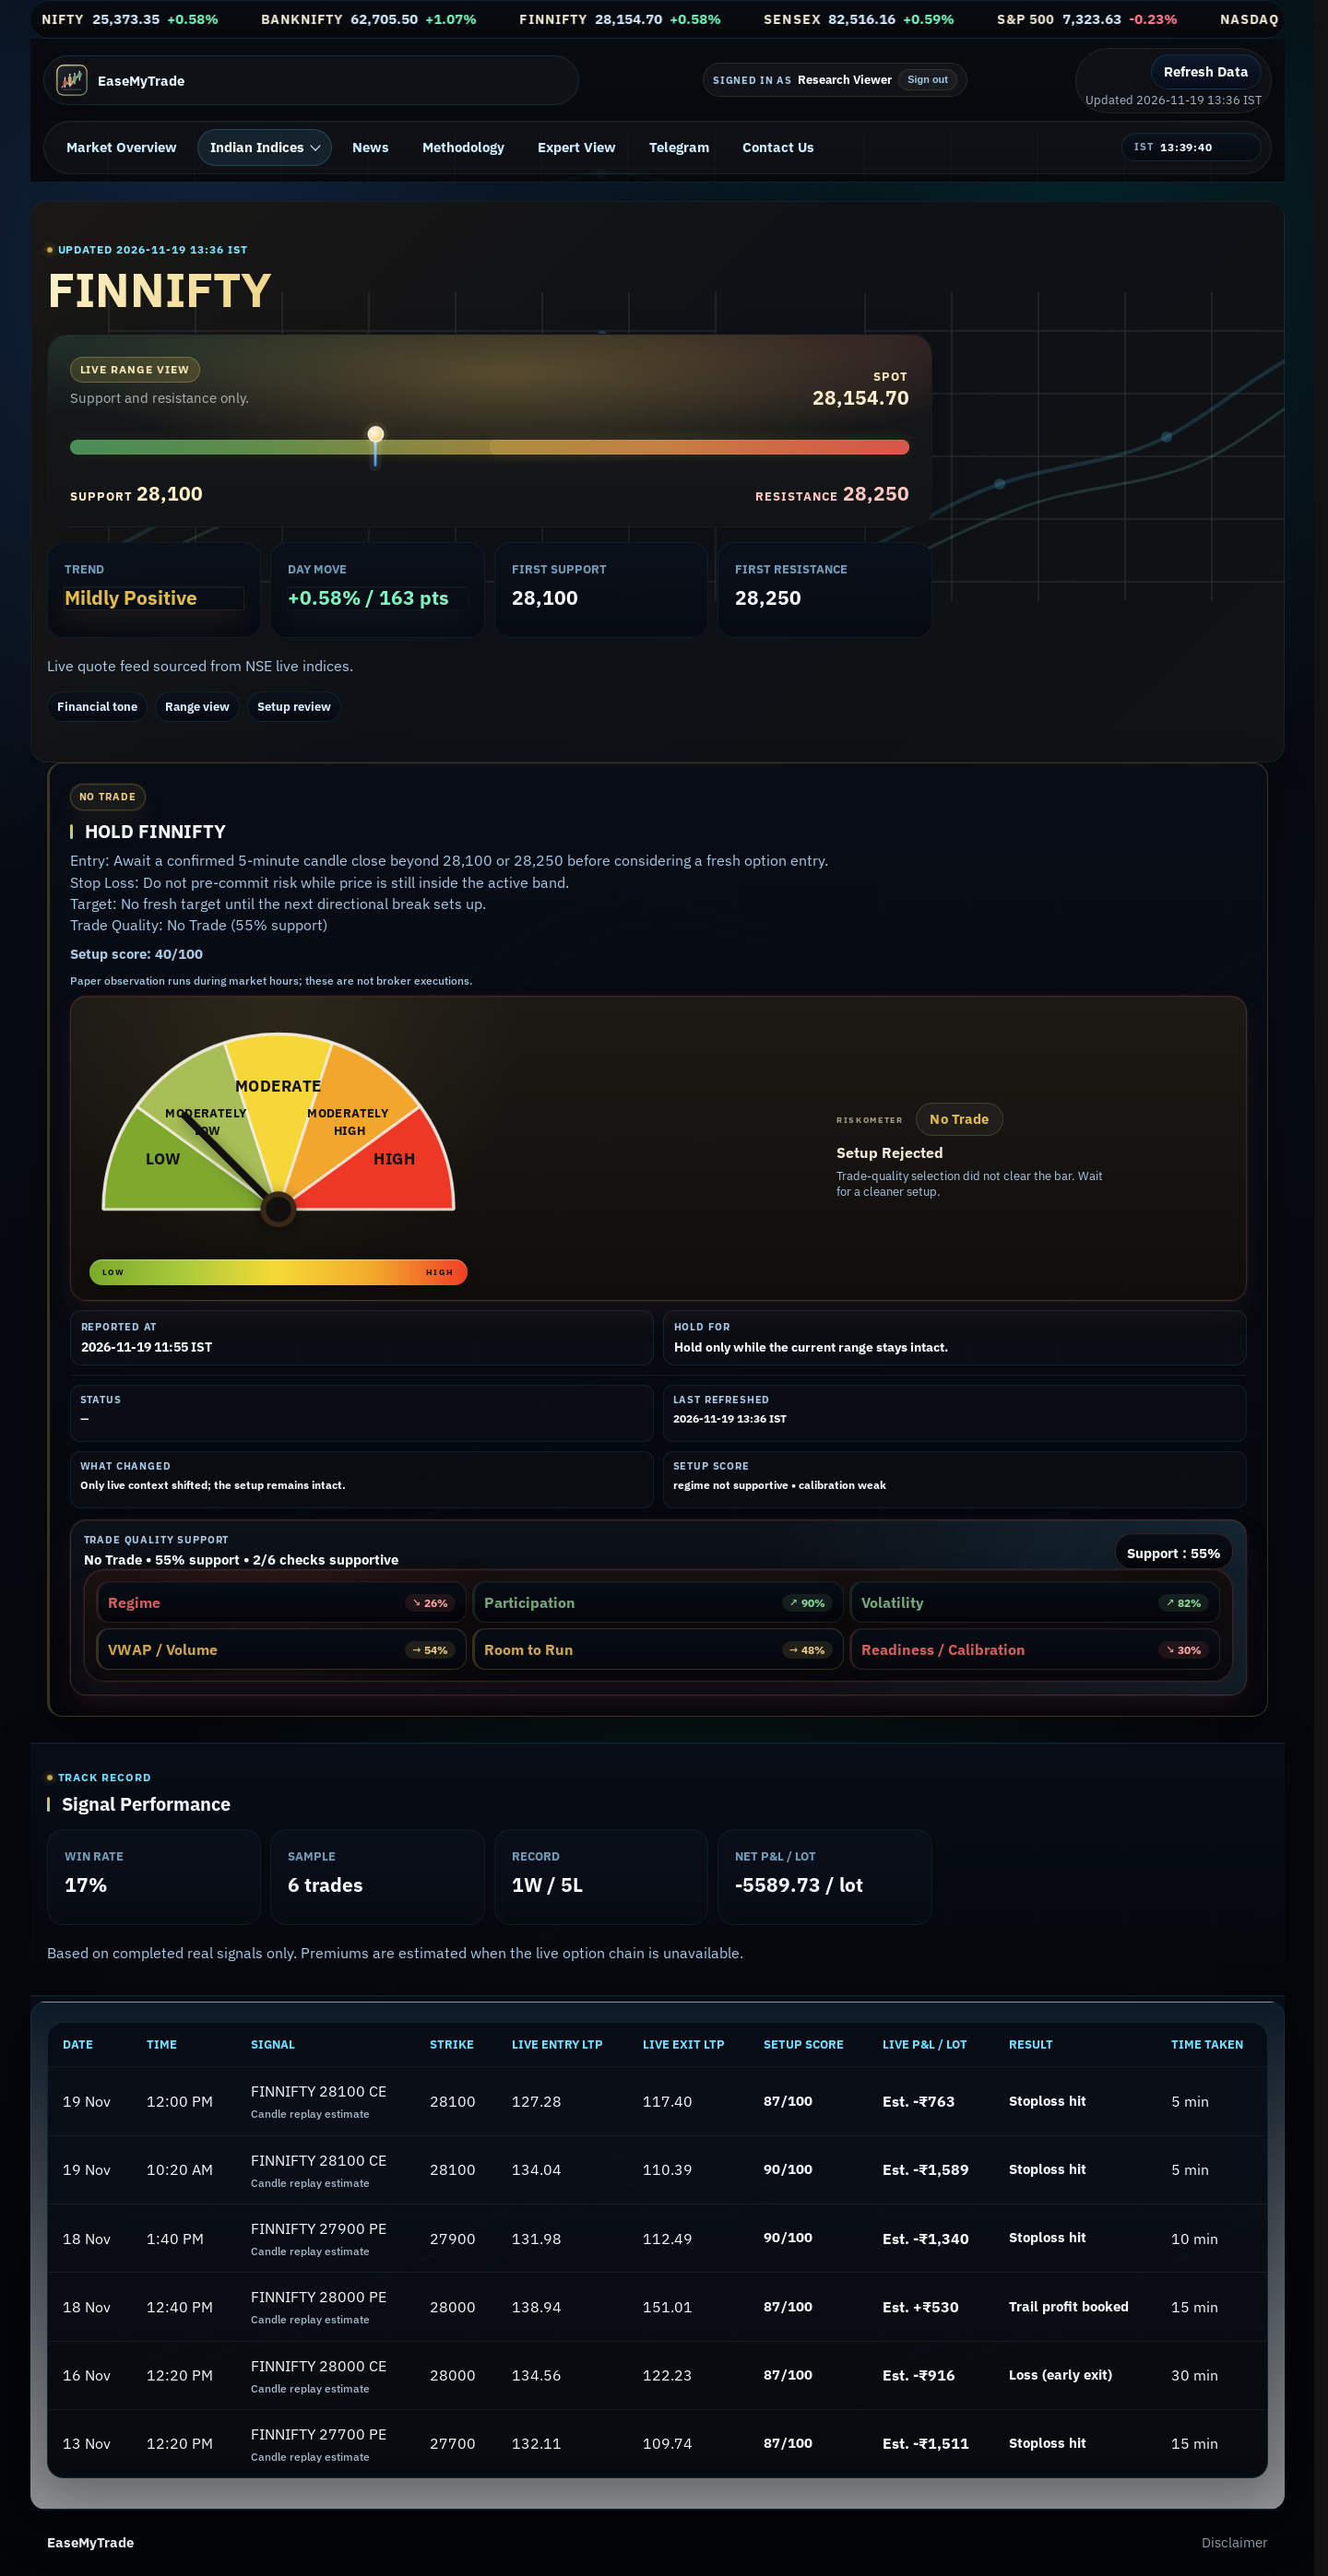 NIFTY 25,373.35 +0.58% BANKNIFTY 62,705.50 +1.07% FINNIFTY 28,154.70 +0.58% SENSEX 82,516.16 +0.59% S&P 500 7,323.63 -0.23% NASDAQ
EaseMyTrade
SIGNED IN AS Research Viewer Sign out
Refresh Data
Updated 2026-11-19 13:36 IST
Market Overview Indian Indices News Methodology Expert View Telegram Contact Us IST 13:39:40
UPDATED 2026-11-19 13:36 IST
FINNIFTY
LIVE RANGE VIEW
Support and resistance only.
SPOT
28,154.70
SUPPORT 28,100 RESISTANCE 28,250
TREND DAY MOVE FIRST SUPPORT FIRST RESISTANCE
Mildly Positive +0.58% / 163 pts 28,100 28,250
Live quote feed sourced from NSE live indices.
Financial tone Range view Setup review
NO TRADE
HOLD FINNIFTY
Entry: Await a confirmed 5-minute candle close beyond 28,100 or 28,250 before considering a fresh option entry.
Stop Loss: Do not pre-commit risk while price is still inside the active band.
Target: No fresh target until the next directional break sets up.
Trade Quality: No Trade (55% support)
Setup score: 40/100
Paper observation runs during market hours; these are not broker executions.
MODERATE
MODERATELY LOW
MODERATELY HIGH
LOW HIGH
LOW HIGH
RISKOMETER No Trade
Setup Rejected
Trade-quality selection did not clear the bar. Wait
for a cleaner setup.
REPORTED AT
2026-11-19 11:55 IST
HOLD FOR
Hold only while the current range stays intact.
STATUS
—
LAST REFRESHED
2026-11-19 13:36 IST
WHAT CHANGED
Only live context shifted; the setup remains intact.
SETUP SCORE
regime not supportive • calibration weak
TRADE QUALITY SUPPORT
No Trade • 55% support • 2/6 checks supportive
Support : 55%
Regime ↘ 26% Participation ↗ 90% Volatility ↗ 82%
VWAP / Volume → 54% Room to Run → 48% Readiness / Calibration ↘ 30%
TRACK RECORD
Signal Performance
WIN RATE SAMPLE RECORD NET P&L / LOT
17% 6 trades 1W / 5L -5589.73 / lot
Based on completed real signals only. Premiums are estimated when the live option chain is unavailable.
DATE TIME SIGNAL STRIKE LIVE ENTRY LTP LIVE EXIT LTP SETUP SCORE LIVE P&L / LOT RESULT TIME TAKEN
19 Nov 12:00 PM FINNIFTY 28100 CE 28100 127.28 117.40 87/100 Est. -₹763 Stoploss hit 5 min
Candle replay estimate
19 Nov 10:20 AM FINNIFTY 28100 CE 28100 134.04 110.39 90/100 Est. -₹1,589 Stoploss hit 5 min
Candle replay estimate
18 Nov 1:40 PM FINNIFTY 27900 PE 27900 131.98 112.49 90/100 Est. -₹1,340 Stoploss hit 10 min
Candle replay estimate
18 Nov 12:40 PM FINNIFTY 28000 PE 28000 138.94 151.01 87/100 Est. +₹530 Trail profit booked 15 min
Candle replay estimate
16 Nov 12:20 PM FINNIFTY 28000 CE 28000 134.56 122.23 87/100 Est. -₹916 Loss (early exit) 30 min
Candle replay estimate
13 Nov 12:20 PM FINNIFTY 27700 PE 27700 132.11 109.74 87/100 Est. -₹1,511 Stoploss hit 15 min
Candle replay estimate
EaseMyTrade Disclaimer